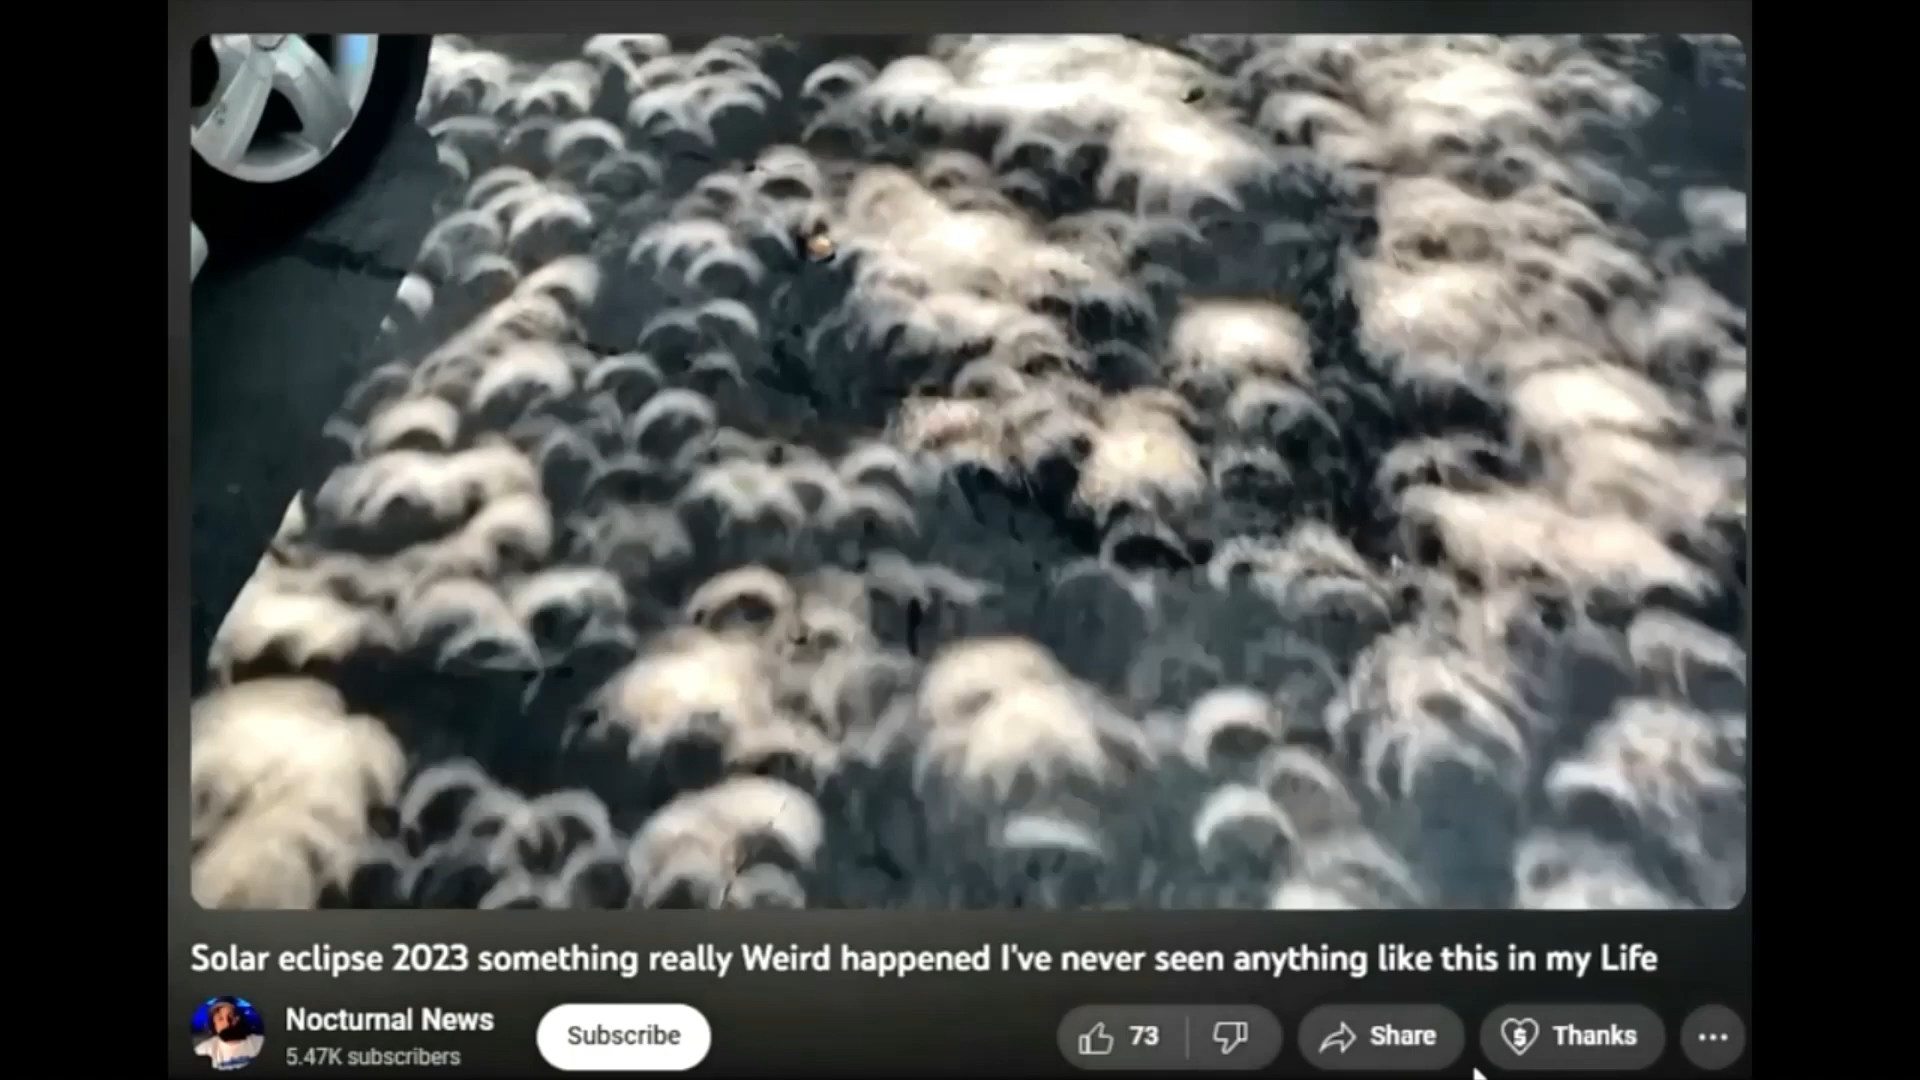 Solar eclipse 2023 something really Weird happened I've never seen anything like this in my Life
Nocturnal News
5.47K subscribers
Subscribe
73
Share
Thanks